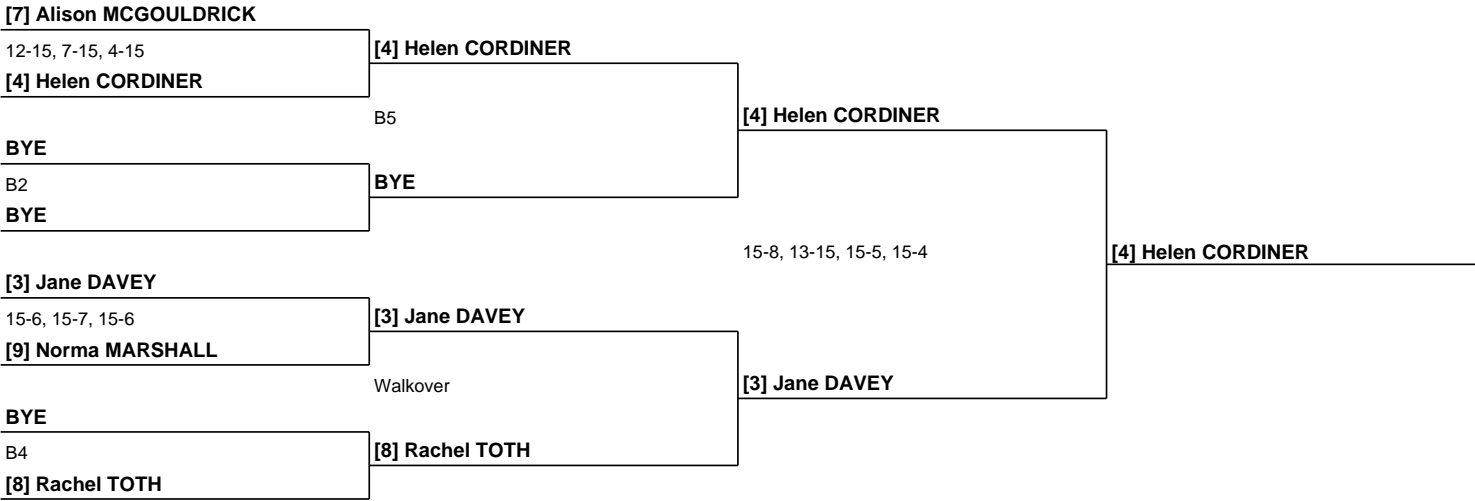 [7] Alison MCGOULDRICK
12-15, 7-15, 4-15
[4] Helen CORDINER
[4] Helen CORDINER
B5
[4] Helen CORDINER
BYE
B2
BYE
BYE
15-8, 13-15, 15-5, 15-4
[4] Helen CORDINER
[3] Jane DAVEY
15-6, 15-7, 15-6
[3] Jane DAVEY
[9] Norma MARSHALL
Walkover
[3] Jane DAVEY
BYE
B4
[8] Rachel TOTH
[8] Rachel TOTH